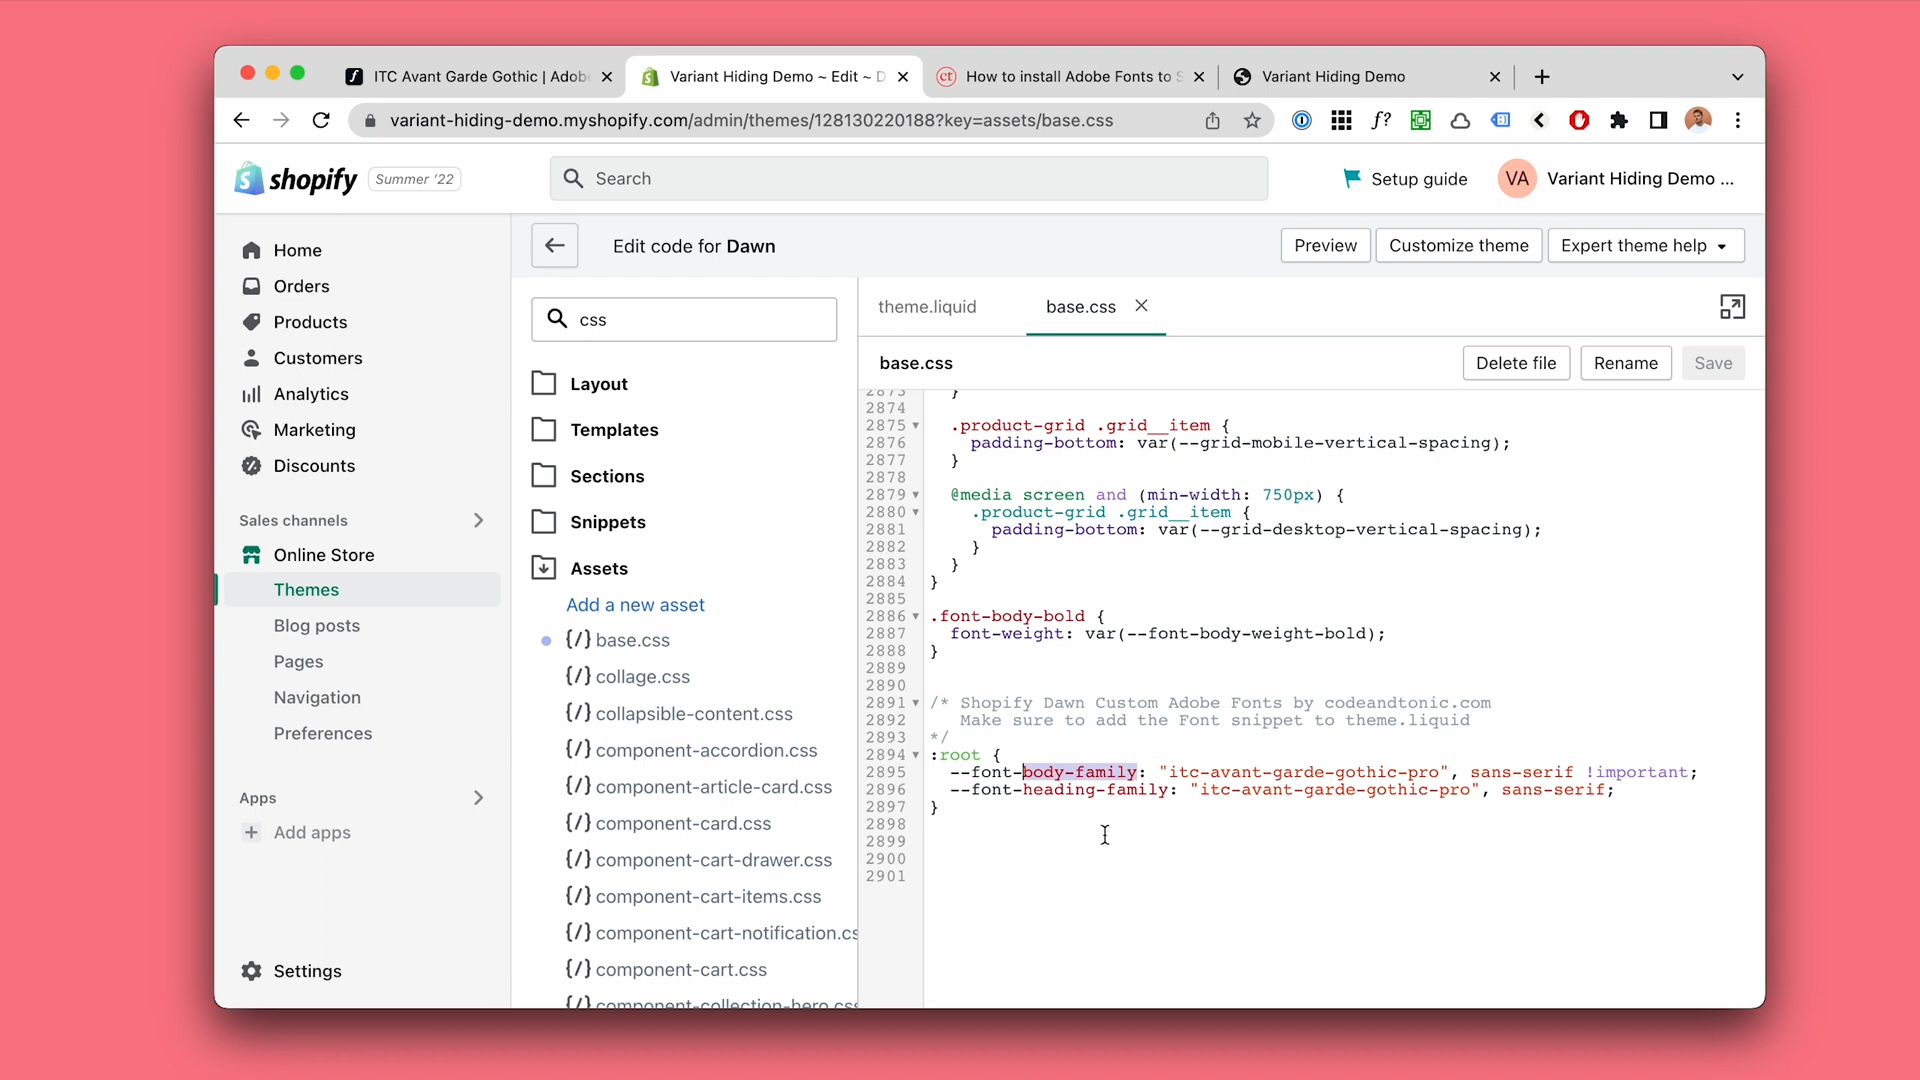 ITC Avant Garde Gothic | Adob
Variant Hiding Demo ~ Edit ~ D
How to install Adobe Fonts to S
Variant Hiding Demo
variant-hiding-demo.myshopify.com/admin/themes/128130220188?key=assets/base.css
shopify
Summer '22
Search
Setup guide
VA
Variant Hiding Demo ...
Home
Orders
Products
Customers
Analytics
Marketing
Discounts
Sales channels
Online Store
Themes
Blog posts
Pages
Navigation
Preferences
Apps
Add apps
Settings
Edit code for Dawn
Preview
Customize theme
Expert theme help
css
Layout
Templates
Sections
Snippets
Assets
Add a new asset
{/} base.css
{/} collage.css
{/} collapsible-content.css
{/} component-accordion.css
{/} component-article-card.css
{/} component-card.css
{/} component-cart-drawer.css
{/} component-cart-items.css
{/} component-cart-notification.cs
{/} component-cart.css
{/} component-collection-hero.css
theme.liquid
base.css
base.css
Delete file
Rename
Save
2873 }
2874
2875 .product-grid .grid__item {
2876 padding-bottom: var(--grid-mobile-vertical-spacing);
2877 }
2878
2879 @media screen and (min-width: 750px) {
2880 .product-grid .grid__item {
2881 padding-bottom: var(--grid-desktop-vertical-spacing);
2882 }
2883 }
2884 }
2885
2886 .font-body-bold {
2887 font-weight: var(--font-body-weight-bold);
2888 }
2889
2890
2891 /* Shopify Dawn Custom Adobe Fonts by codeandtonic.com
2892 Make sure to add the Font snippet to theme.liquid
2893 */
2894 :root {
2895 --font-body-family: "itc-avant-garde-gothic-pro", sans-serif !important;
2896 --font-heading-family: "itc-avant-garde-gothic-pro", sans-serif;
2897 }
2898
2899
2900
2901